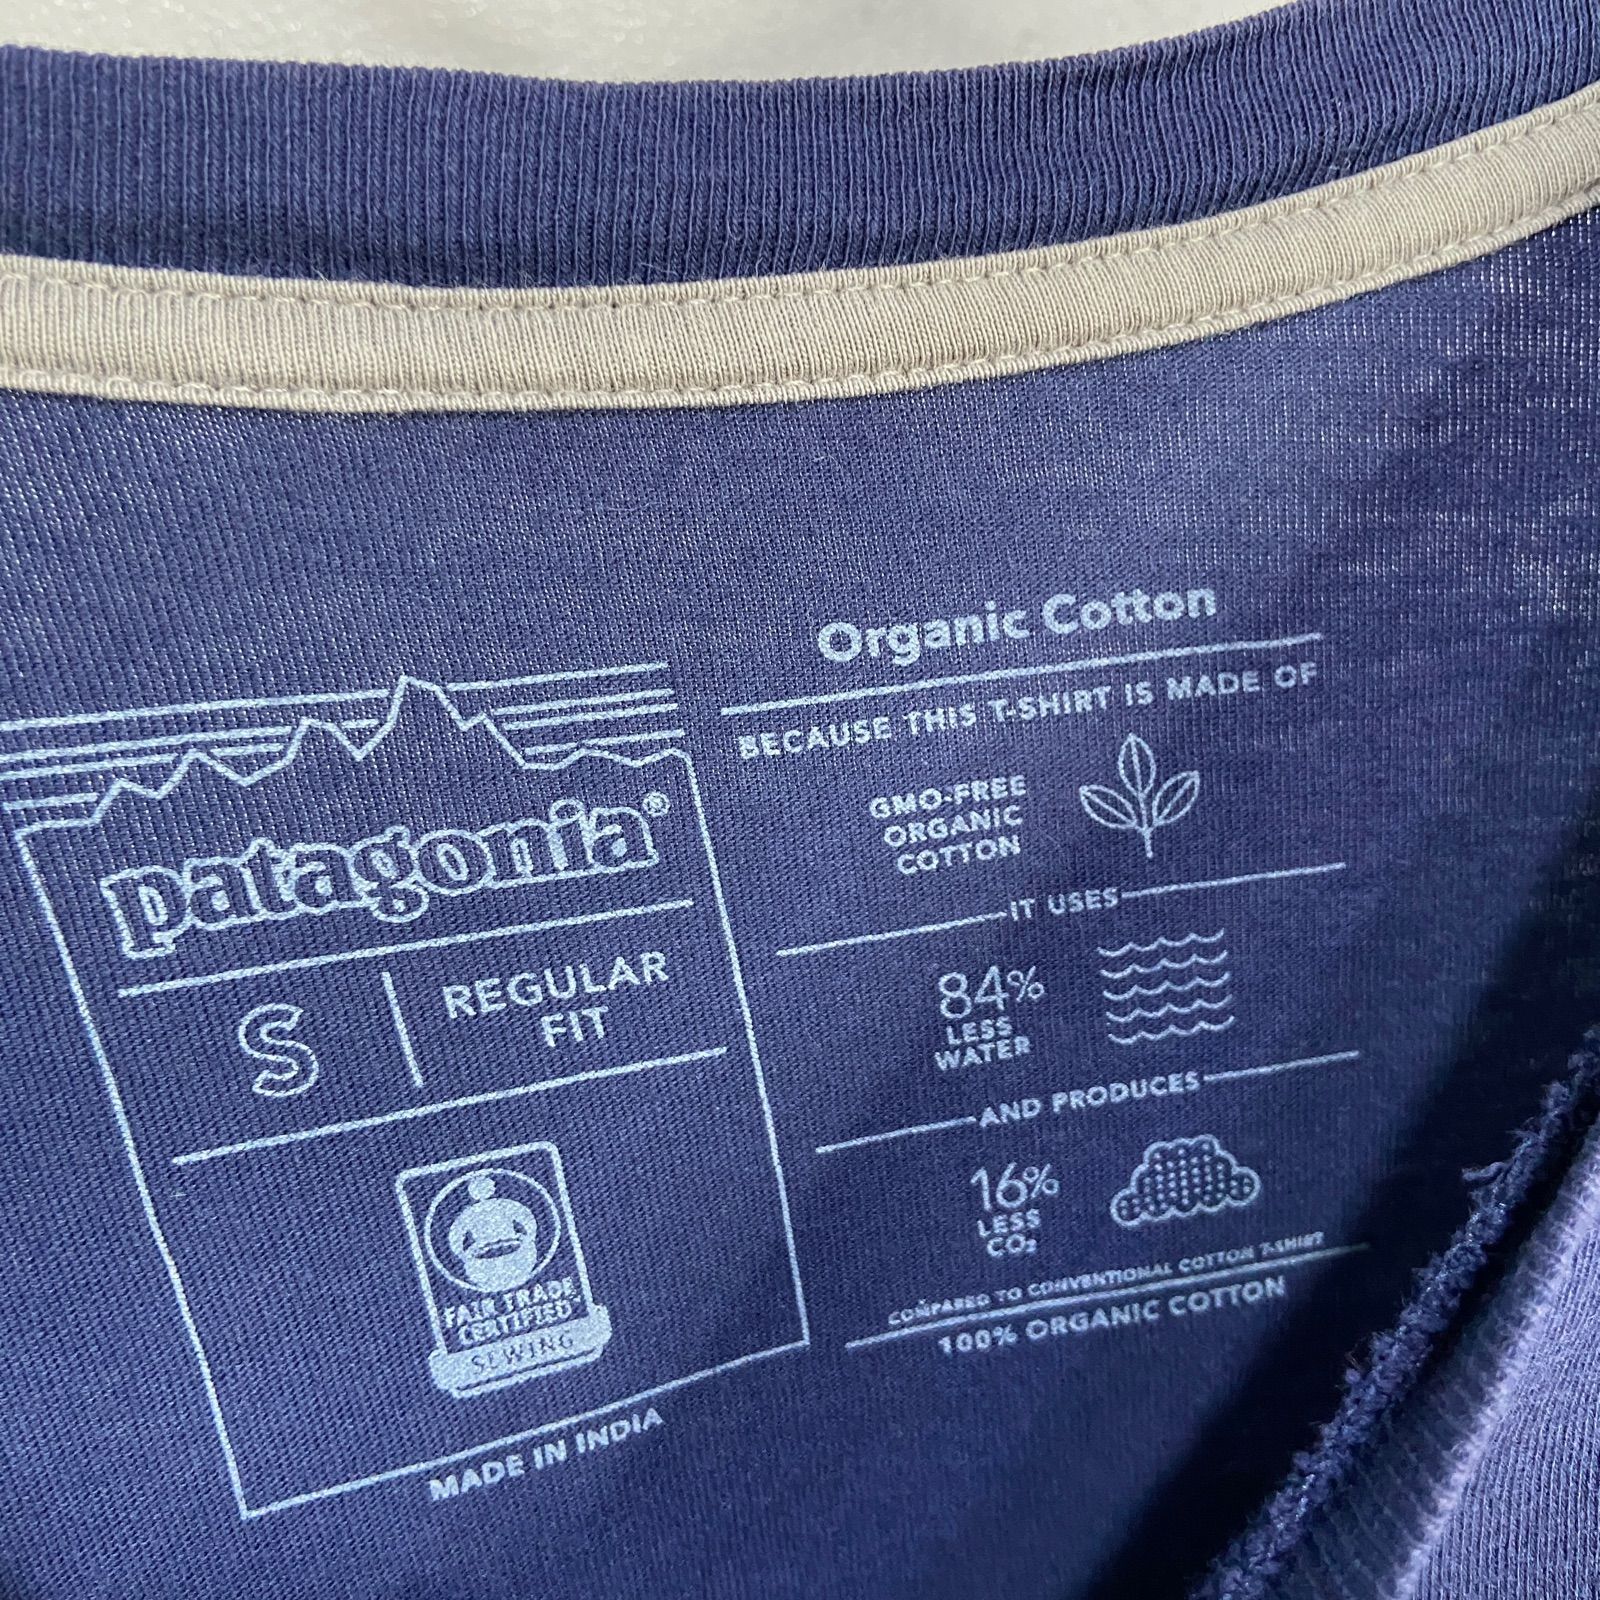 patagonia®
S
REGULAR
FIT
FAIR TRADE
CERTIFIED™
SEWING
MADE IN INDIA
Organic Cotton
BECAUSE THIS T-SHIRT IS MADE OF
GMO-FREE
ORGANIC
COTTON
IT USES
84%
LESS
WATER
AND PRODUCES
16%
LESS
CO₂
COMPARED TO CONVENTIONAL COTTON T-SHIRT
100% ORGANIC COTTON